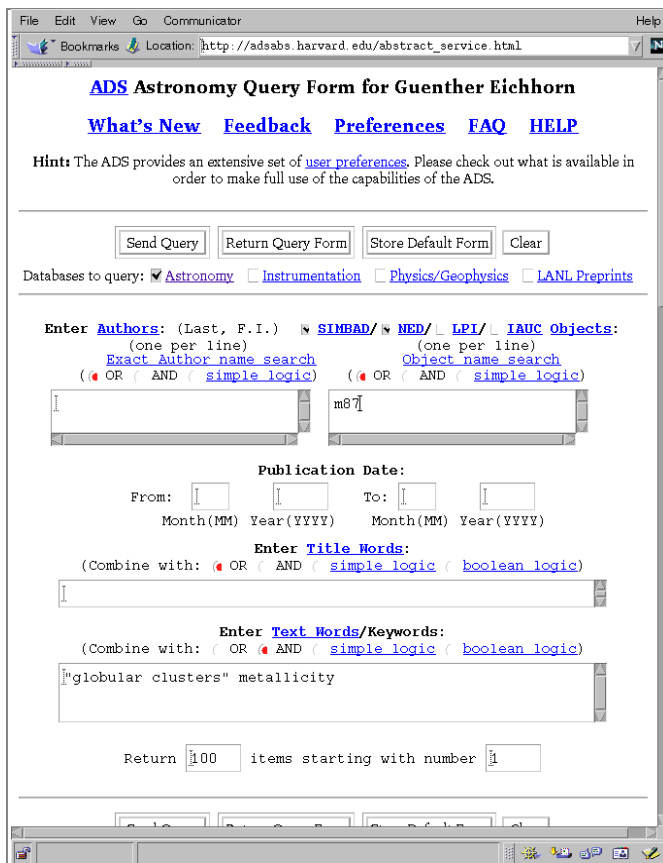 File Edit View Go Communicator Help
Bookmarks Location: http://adsabs.harvard.edu/abstract_service.html N
ADS Astronomy Query Form for Guenther Eichhorn
What's New Feedback Preferences FAQ HELP
Hint: The ADS provides an extensive set of user preferences. Please check out what is available in
order to make full use of the capabilities of the ADS.
Send Query Return Query Form Store Default Form Clear
Databases to query: Astronomy Instrumentation Physics/Geophysics LANL Preprints
Enter Authors: (Last, F.I.) SIMBAD/ NED/ LPI/ IAUC Objects:
(one per line) (one per line)
Exact Author name search Object name search
( OR ( AND ( simple logic) ( OR ( AND ( simple logic)
m87
Publication Date:
From: To:
Month(MM) Year(YYYY) Month(MM) Year(YYYY)
Enter Title Words:
(Combine with: OR ( AND ( simple logic ( boolean logic)
Enter Text Words/Keywords:
(Combine with: ( OR AND ( simple logic ( boolean logic)
"globular clusters" metallicity
Return 100 items starting with number 1